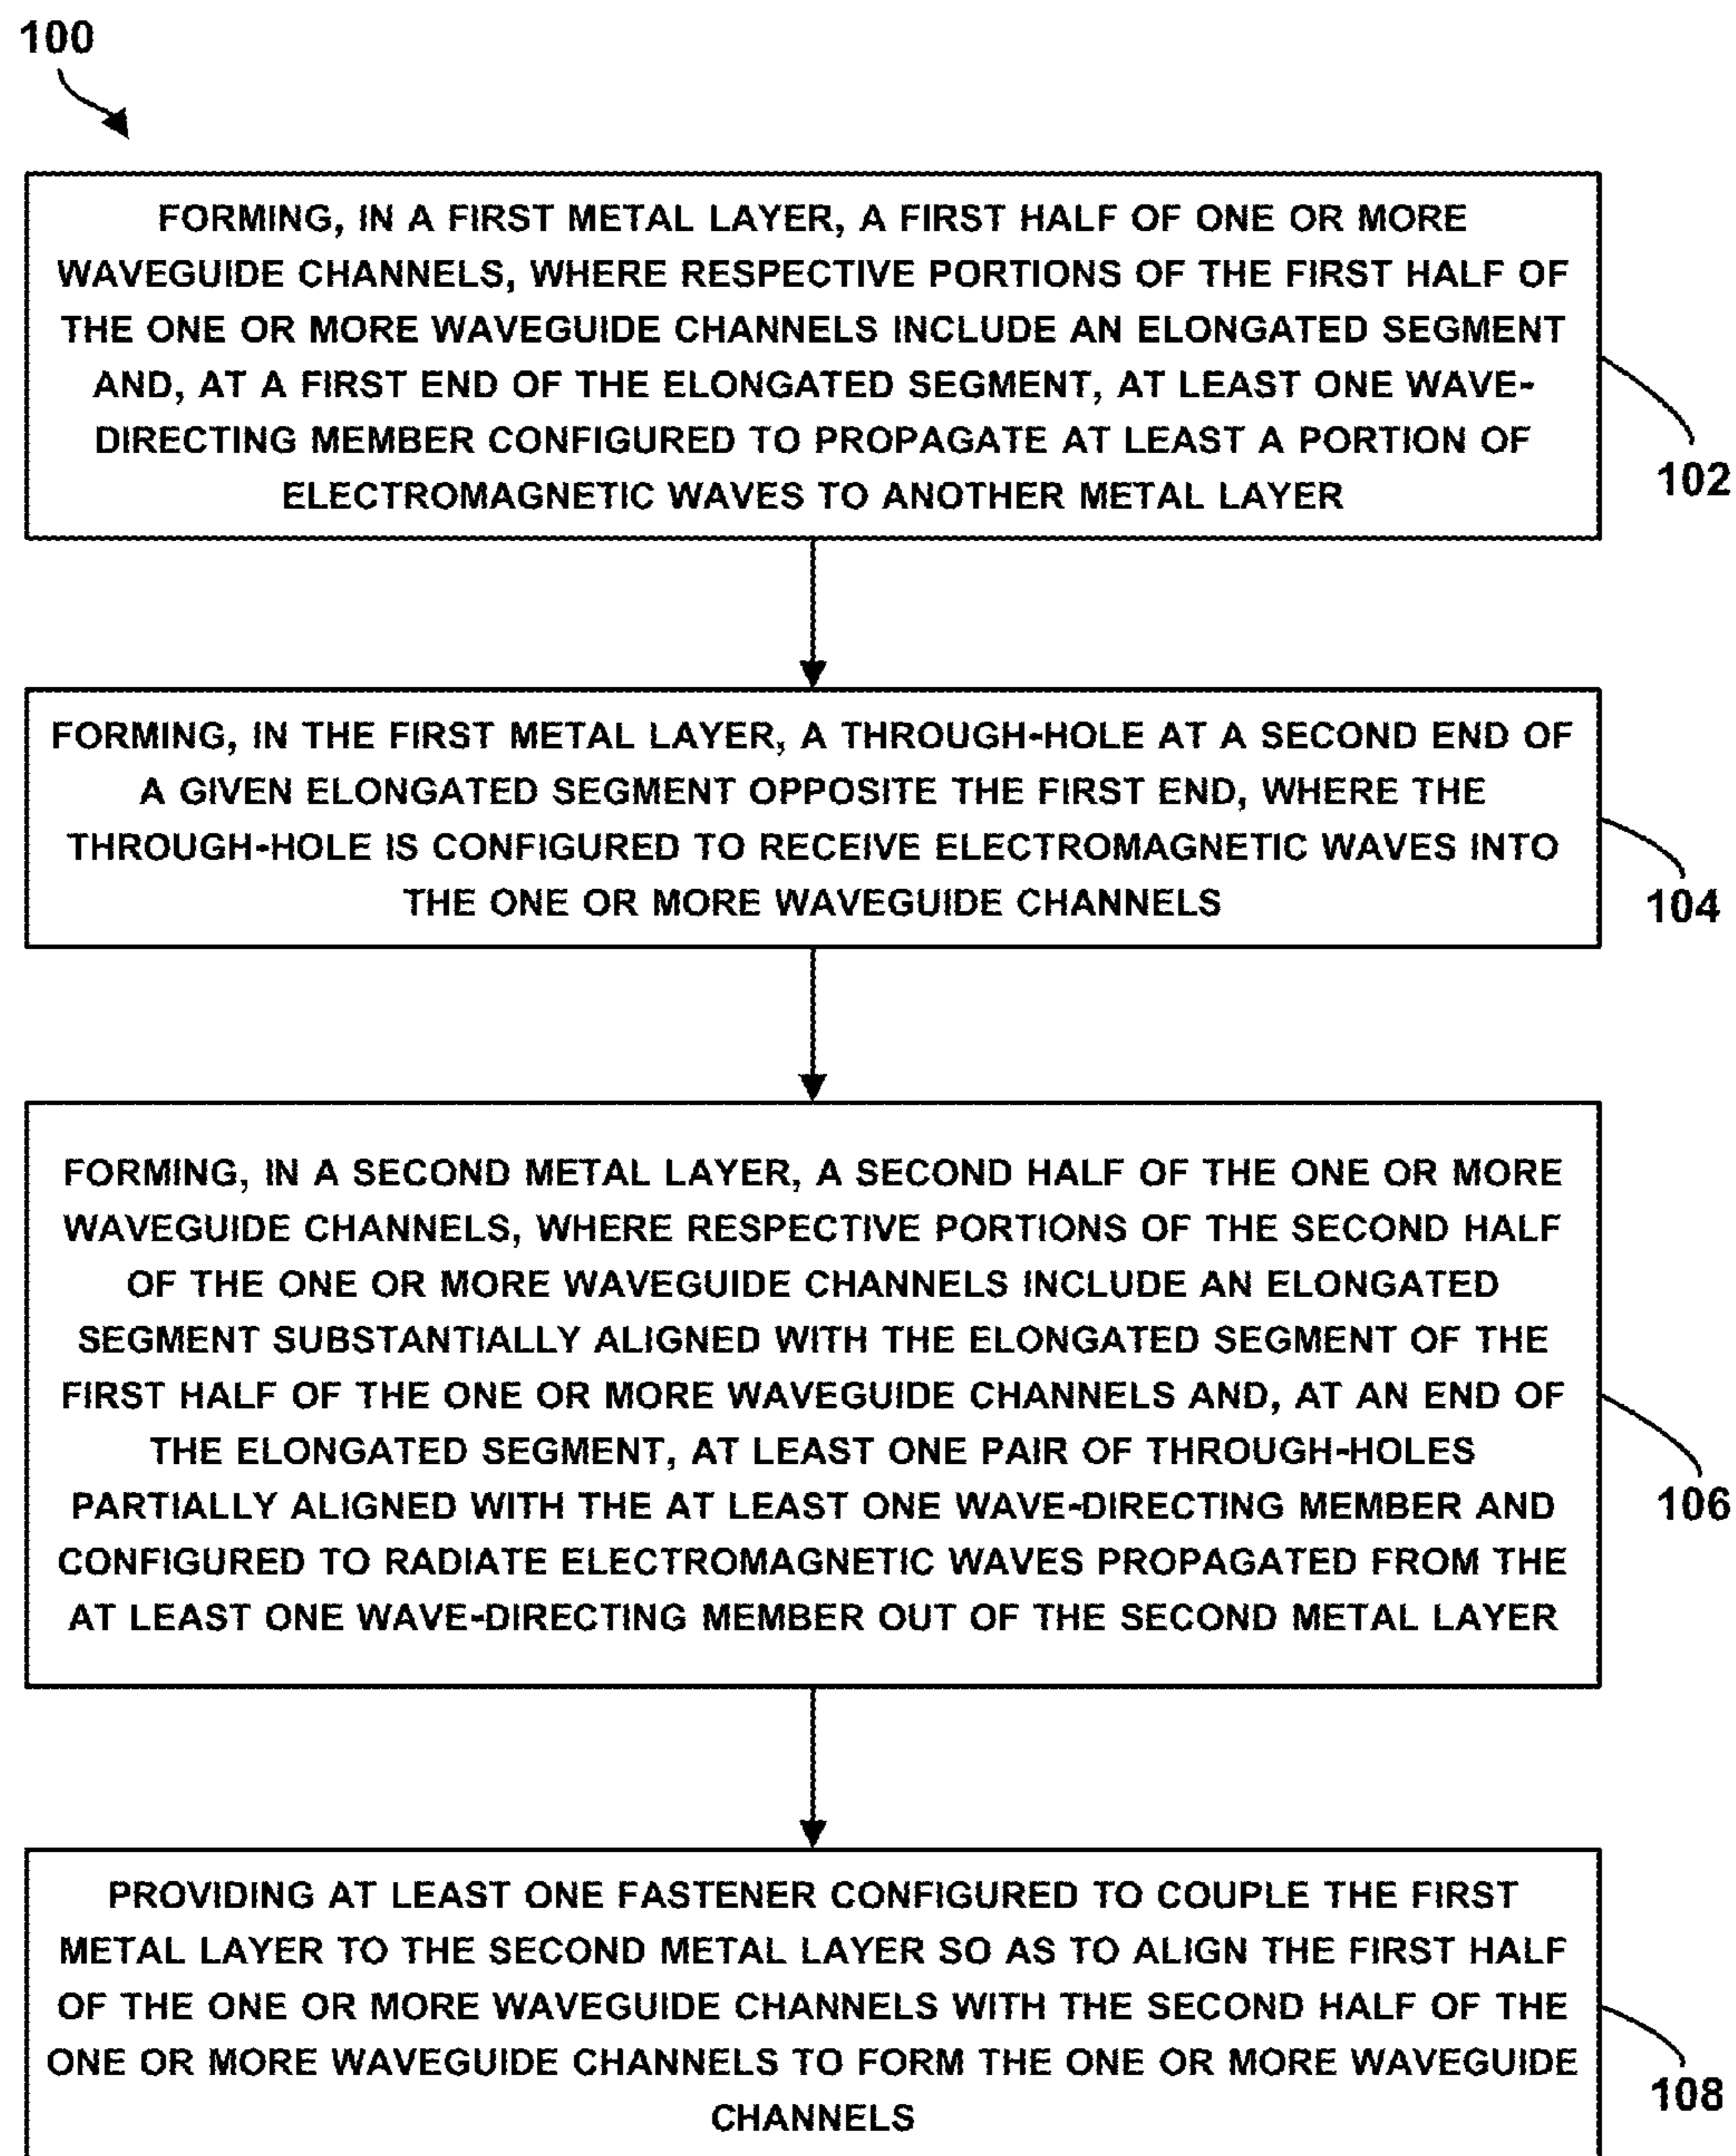 100
FORMING, IN A FIRST METAL LAYER, A FIRST HALF OF ONE OR MORE
WAVEGUIDE CHANNELS, WHERE RESPECTIVE PORTIONS OF THE FIRST HALF OF
THE ONE OR MORE WAVEGUIDE CHANNELS INCLUDE AN ELONGATED SEGMENT
AND, AT A FIRST END OF THE ELONGATED SEGMENT, AT LEAST ONE WAVE-
DIRECTING MEMBER CONFIGURED TO PROPAGATE AT LEAST A PORTION OF
ELECTROMAGNETIC WAVES TO ANOTHER METAL LAYER
102
FORMING, IN THE FIRST METAL LAYER, A THROUGH-HOLE AT A SECOND END OF
A GIVEN ELONGATED SEGMENT OPPOSITE THE FIRST END, WHERE THE
THROUGH-HOLE IS CONFIGURED TO RECEIVE ELECTROMAGNETIC WAVES INTO
THE ONE OR MORE WAVEGUIDE CHANNELS
104
FORMING, IN A SECOND METAL LAYER, A SECOND HALF OF THE ONE OR MORE
WAVEGUIDE CHANNELS, WHERE RESPECTIVE PORTIONS OF THE SECOND HALF
OF THE ONE OR MORE WAVEGUIDE CHANNELS INCLUDE AN ELONGATED
SEGMENT SUBSTANTIALLY ALIGNED WITH THE ELONGATED SEGMENT OF THE
FIRST HALF OF THE ONE OR MORE WAVEGUIDE CHANNELS AND, AT AN END OF
THE ELONGATED SEGMENT, AT LEAST ONE PAIR OF THROUGH-HOLES
PARTIALLY ALIGNED WITH THE AT LEAST ONE WAVE-DIRECTING MEMBER AND
CONFIGURED TO RADIATE ELECTROMAGNETIC WAVES PROPAGATED FROM THE
AT LEAST ONE WAVE-DIRECTING MEMBER OUT OF THE SECOND METAL LAYER
106
PROVIDING AT LEAST ONE FASTENER CONFIGURED TO COUPLE THE FIRST
METAL LAYER TO THE SECOND METAL LAYER SO AS TO ALIGN THE FIRST HALF
OF THE ONE OR MORE WAVEGUIDE CHANNELS WITH THE SECOND HALF OF THE
ONE OR MORE WAVEGUIDE CHANNELS TO FORM THE ONE OR MORE WAVEGUIDE
CHANNELS
108